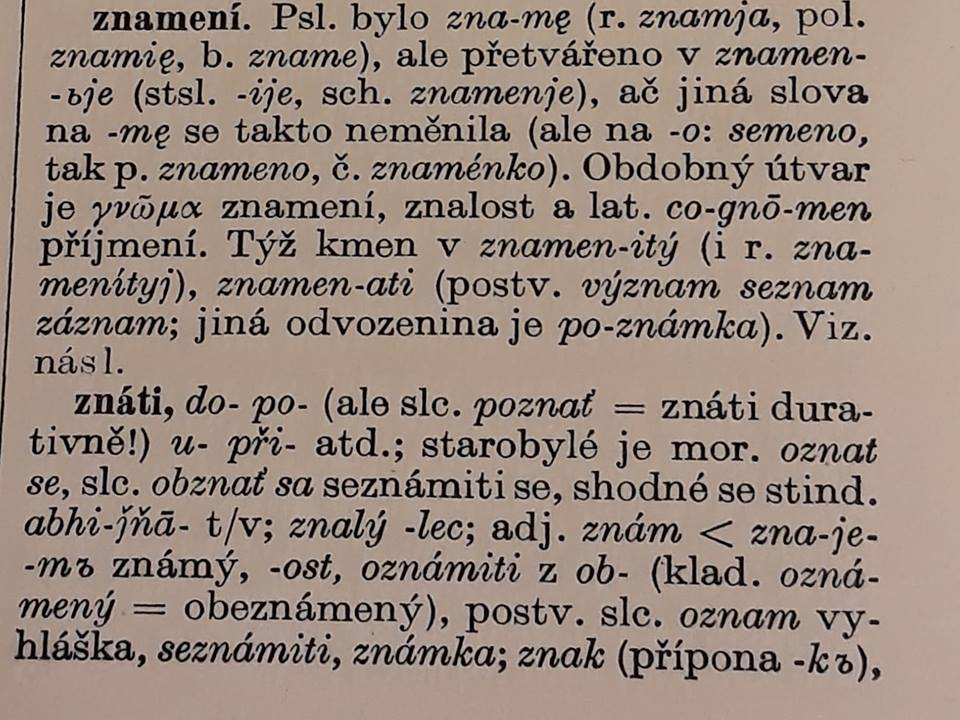 znamení. Psl. bylo zna-mę (r. znamja, pol.
znamię, b. zname), ale přetvářeno v znamen-
-ъje (stsl. -ije, sch. znamenje), ač jiná slova
na -mę se takto neměnila (ale na -o: semeno,
tak p. znameno, č. znaménko). Obdobný útvar
je γνῶμα znamení, znalost a lat. co-gnō-men
příjmení. Týž kmen v znamen-itý (i r. zna-
menítyj), znamen-ati (postv. význam seznam
záznam; jiná odvozenina je po-známka). Viz.
násl.
znáti, do- po- (ale slc. poznať = znáti dura-
tivně!) u- při- atd.; starobylé je mor. oznat
se, slc. obznať sa seznámiti se, shodné se stind.
abhi-ǰňā- t/v; znalý -lec; adj. znám < zna-je-
-mъ známý, -ost, oznámiti z ob- (klad. ozná-
mený = obeznámený), postv. slc. oznam vy-
hláška, seznámiti, známka; znak (přípona -kъ),